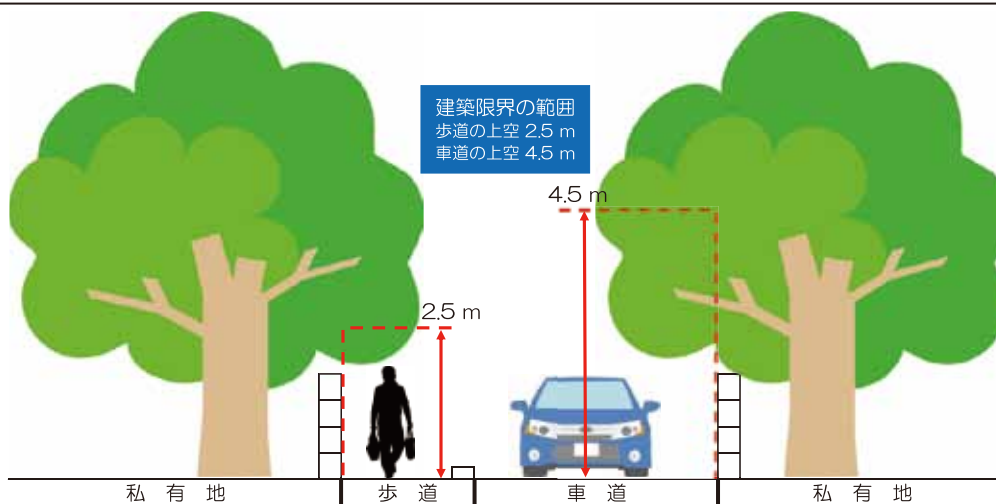 建築限界の範囲
歩道の上空 2.5 m
車道の上空 4.5 m
4.5 m
2.5 m
私有地
歩道
車道
私有地